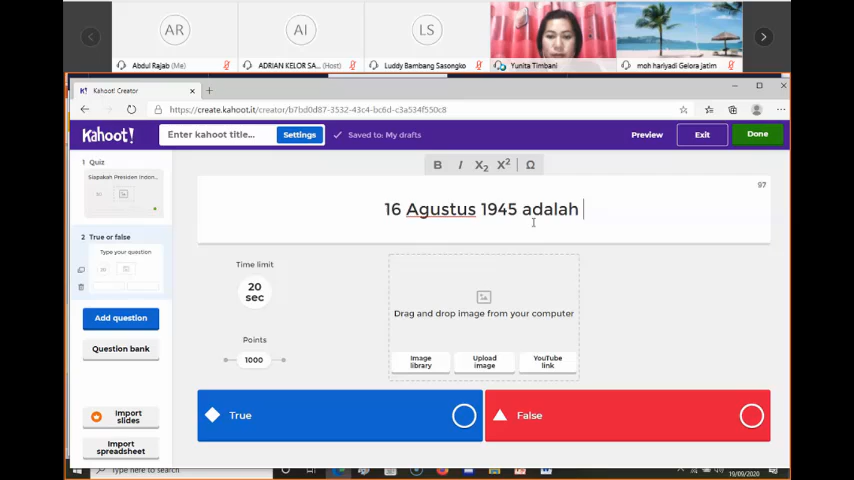 AR
AI
LS
Abdul Rajab (Me)
ADRIAN KELOR SA... (Host)
Luddy Bambang Sasongko
Yunita Timbani
moh hariyadi Gelora jatim
K! Kahoot! Creator
https://create.kahoot.it/creator/b7bd0d87-3532-43c4-bc6d-c3a534f550c8
Kahoot!
Enter kahoot title...
Settings
Saved to: My drafts
Preview
Exit
Done
1 Quiz
Siapakah Presiden Indon...
30
2 True or false
Type your question
20
Add question
Question bank
Import slides
Import spreadsheet
B I X2 X2 Ω
97
16 Agustus 1945 adalah
Time limit
20
sec
Points
1000
Drag and drop image from your computer
Image library
Upload image
YouTube link
True
False
Type here to search
19/09/2020